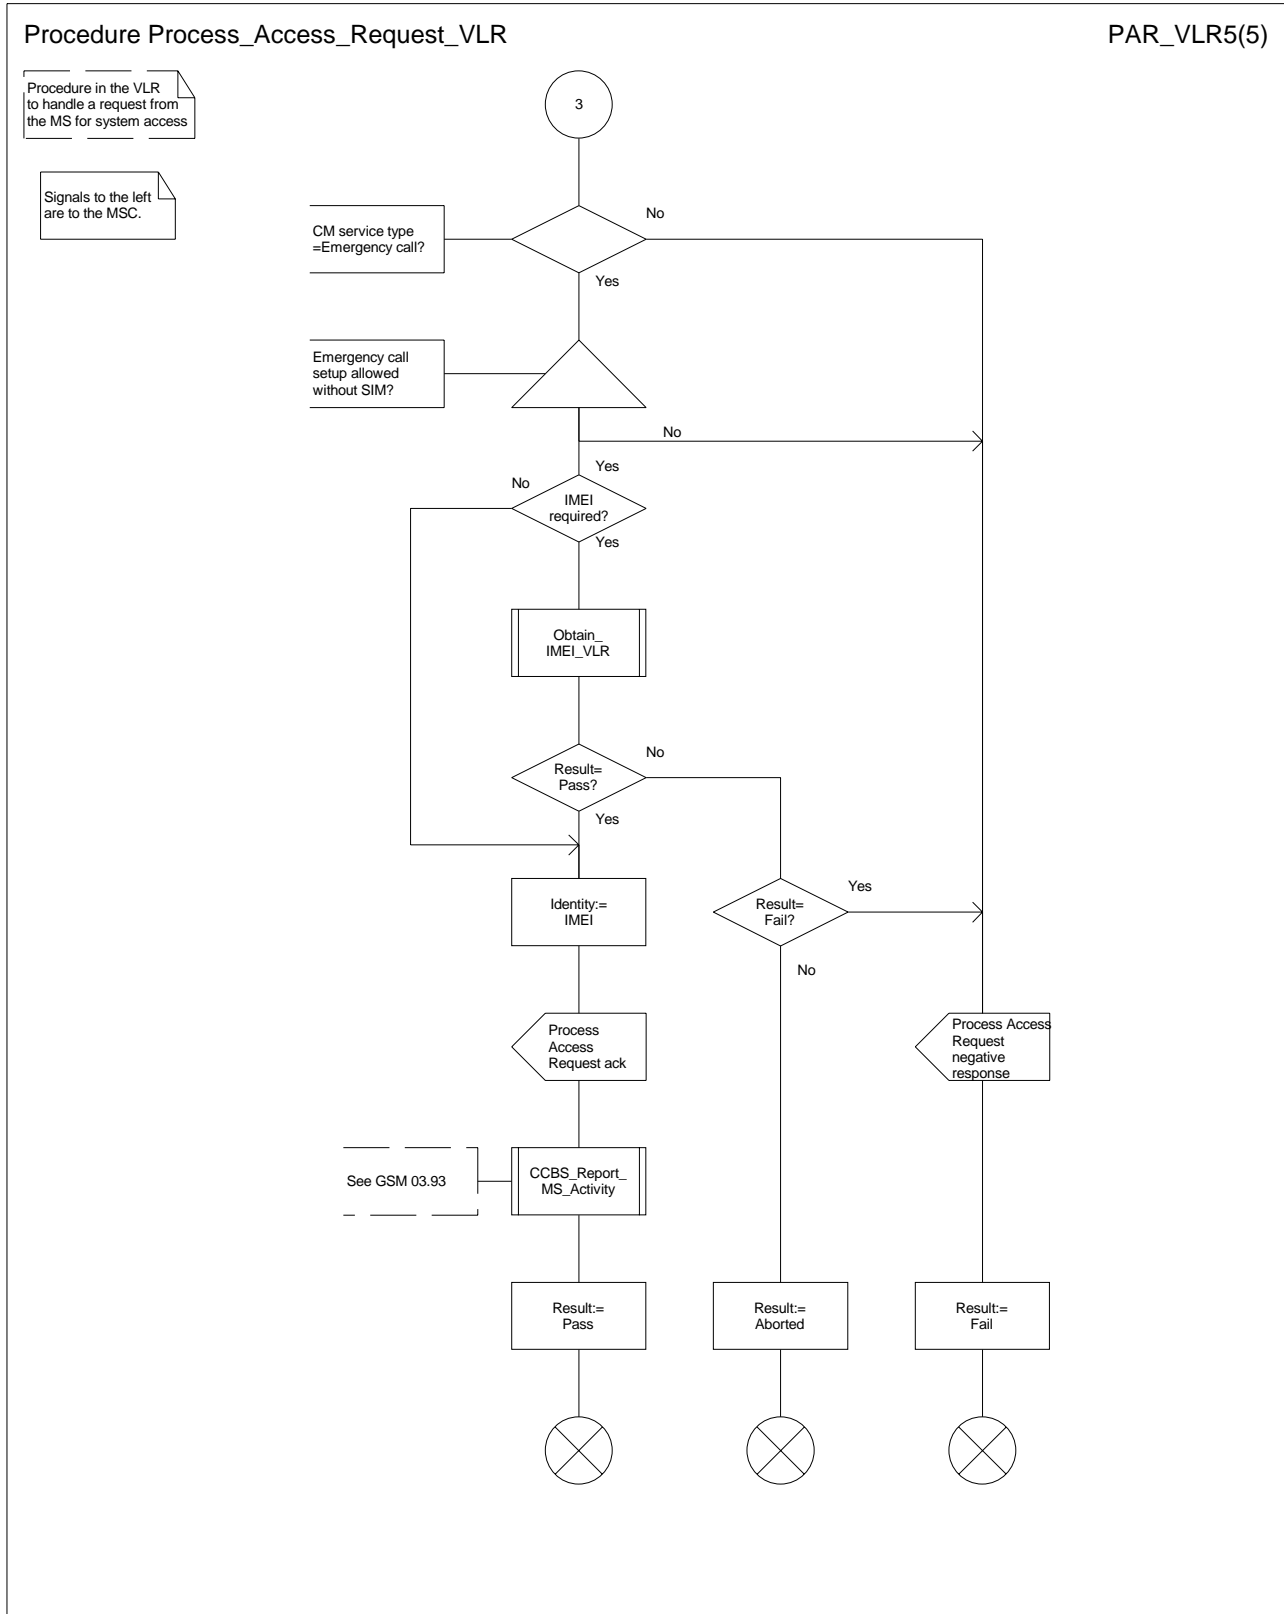 Procedure Process_Access_Request_VLR
PAR_VLR5(5)
Procedure in the VLR
to handle a request from
the MS for system access
3
Signals to the left
are to the MSC.
CM service type
=Emergency call?
No
Yes
Emergency call
setup allowed
without SIM?
No
Yes
No
IMEI
required?
Yes
Obtain_
IMEI_VLR
Result=
Pass?
No
Yes
Identity:=
IMEI
Result=
Fail?
Yes
No
Process
Access
Request ack
Process Access
Request
negative
response
See GSM 03.93
CCBS_Report_
MS_Activity
Result:=
Pass
Result:=
Aborted
Result:=
Fail